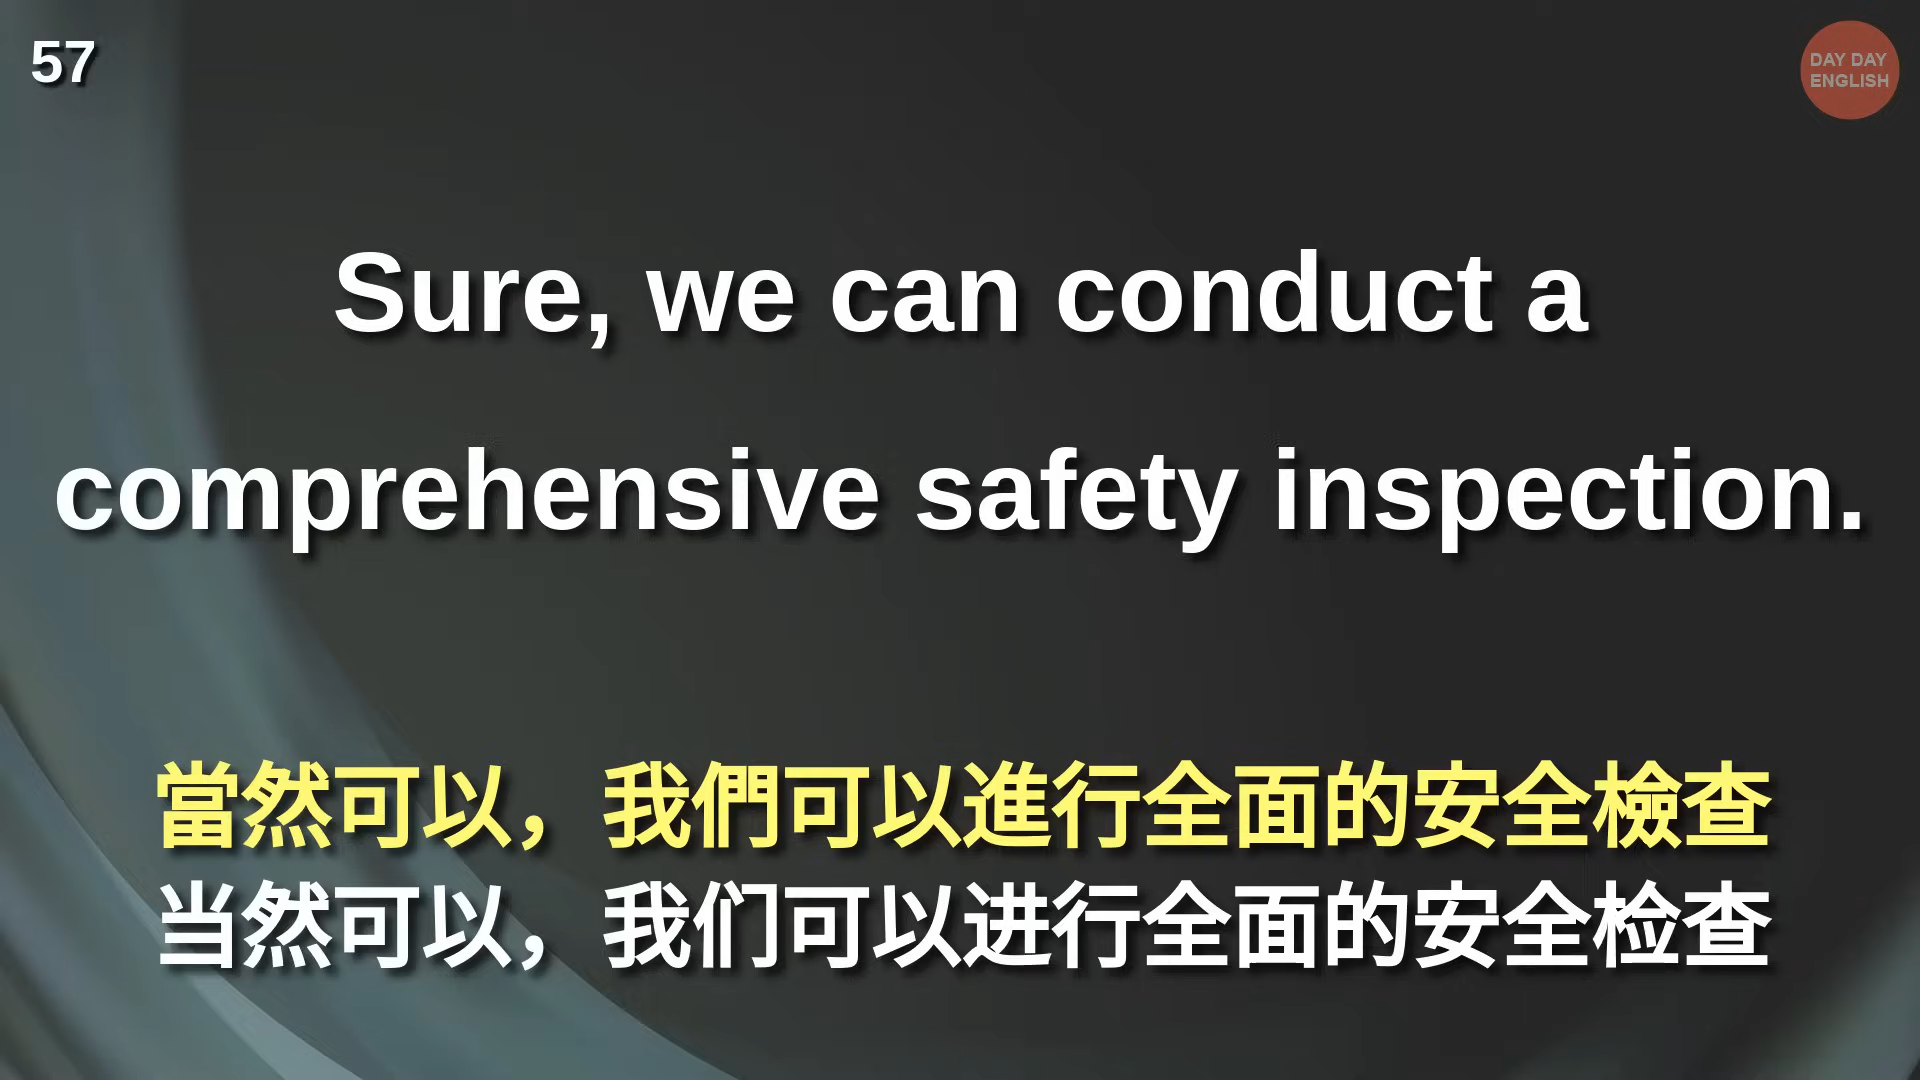 57
DAY DAY
ENGLISH
Sure, we can conduct a
comprehensive safety inspection.
當然可以，我們可以進行全面的安全檢查
当然可以，我们可以进行全面的安全检查